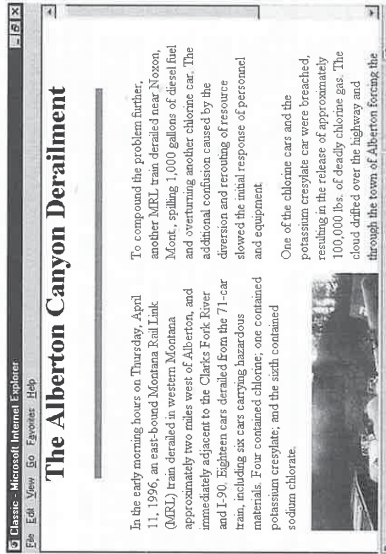 Classic - Microsoft Internet Explorer
File Edit View Go Favorites Help
The Alberton Canyon Derailment
In the early morning hours on Thursday, April
11, 1996, an east-bound Montana Rail Link
(MRL) train derailed in western Montana
approximately two miles west of Alberton, and
immediately adjacent to the Clarks Fork River
and I-90. Eighteen cars derailed from the 71-car
train, including six cars carrying hazardous
materials. Four contained chlorine; one contained
potassium cresylate; and the sixth contained
sodium chlorate.
To compound the problem further,
another MRL train derailed near Noxon,
Mont., spilling 1,000 gallons of diesel fuel
and overturning another chlorine car. The
additional confusion caused by the
diversion and rerouting of resource
slowed the initial response of personnel
and equipment.
One of the chlorine cars and the
potassium cresylate car were breached,
resulting in the release of approxmately
100,000 lbs. of deadly chlorine gas. The
cloud drifted over the highway and
through the town of Alberton forcing the